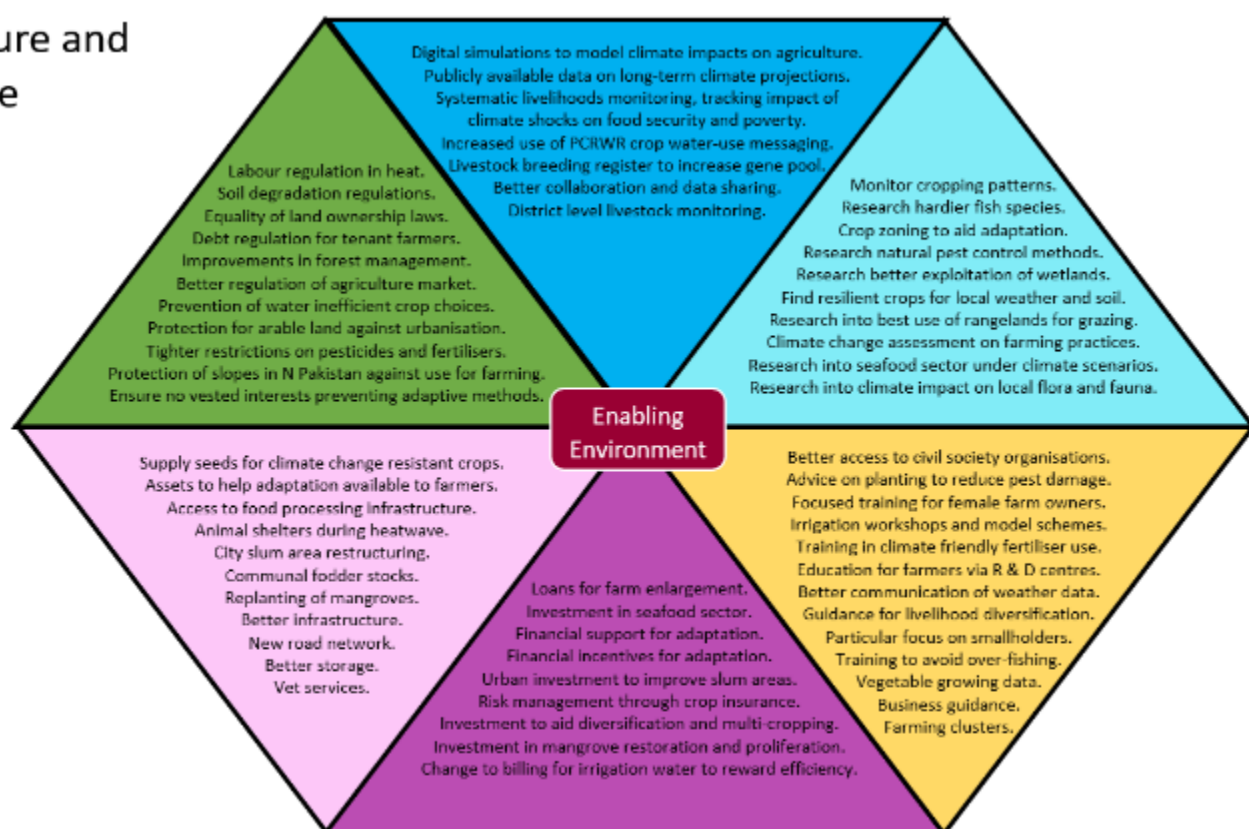 ure and
e
Digital simulations to model climate impacts on agriculture.
Publicly available data on long-term climate projections.
Systematic livelihoods monitoring, tracking impact of
climate shocks on food security and poverty.
Increased use of PCRWR crop water-use messaging.
Livestock breeding register to increase gene pool.
Better collaboration and data sharing.
District level livestock monitoring.
Labour regulation in heat.
Soil degradation regulations.
Equality of land ownership laws.
Debt regulation for tenant farmers.
Improvements in forest management.
Better regulation of agriculture market.
Prevention of water inefficient crop choices.
Protection for arable land against urbanisation.
Tighter restrictions on pesticides and fertilisers.
Protection of slopes in N Pakistan against use for farming.
Ensure no vested interests preventing adaptive methods.
Monitor cropping patterns.
Research hardier fish species.
Crop zoning to aid adaptation.
Research natural pest control methods.
Research better exploitation of wetlands.
Find resilient crops for local weather and soil.
Research into best use of rangelands for grazing.
Climate change assessment on farming practices.
Research into seafood sector under climate scenarios.
Research into climate impact on local flora and fauna.
Enabling
Environment
Supply seeds for climate change resistant crops.
Assets to help adaptation available to farmers.
Access to food processing infrastructure.
Animal shelters during heatwave.
City slum area restructuring.
Communal fodder stocks.
Replanting of mangroves.
Better infrastructure.
New road network.
Better storage.
Vet services.
Loans for farm enlargement.
Investment in seafood sector.
Financial support for adaptation.
Financial incentives for adaptation.
Urban investment to improve slum areas.
Risk management through crop insurance.
Investment to aid diversification and multi-cropping.
Investment in mangrove restoration and proliferation.
Change to billing for irrigation water to reward efficiency.
Better access to civil society organisations.
Advice on planting to reduce pest damage.
Focused training for female farm owners.
Irrigation workshops and model schemes.
Training in climate friendly fertiliser use.
Education for farmers via R & D centres.
Better communication of weather data.
Guidance for livelihood diversification.
Particular focus on smallholders.
Training to avoid over-fishing.
Vegetable growing data.
Business guidance.
Farming clusters.